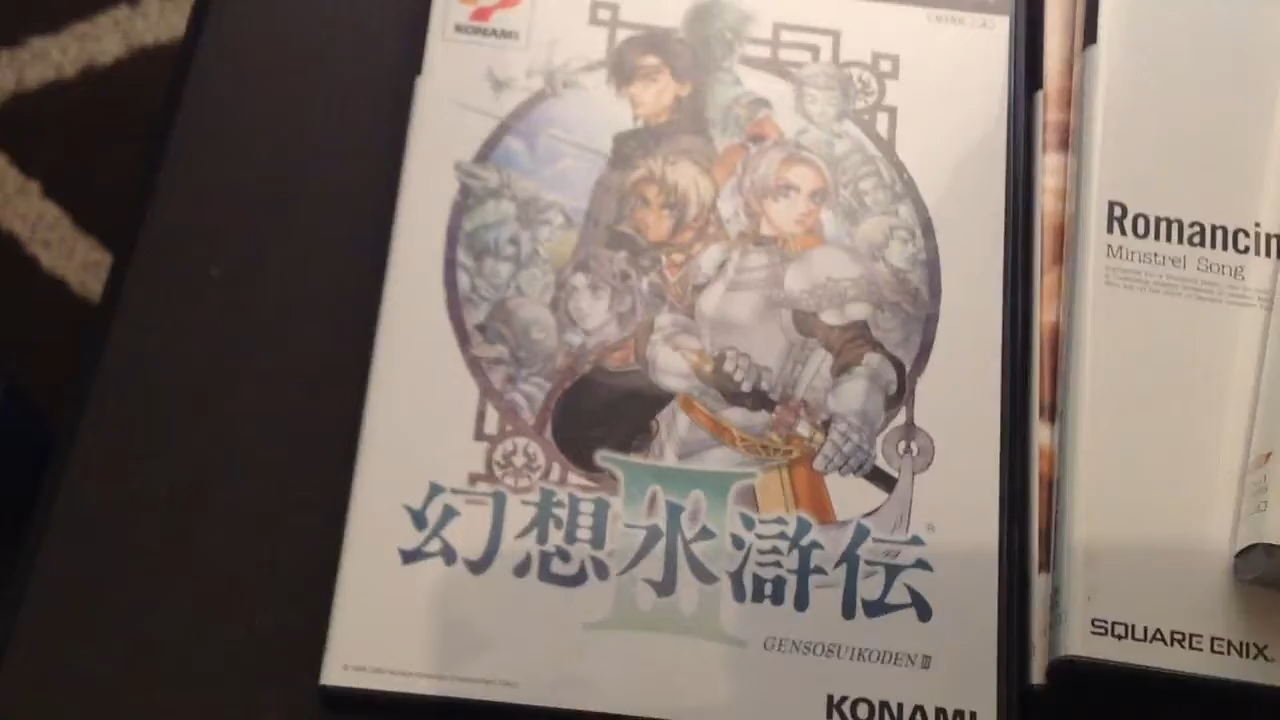 KONAMI
Romancin
Minstrel Song
III
幻想水滸伝
GENSOSUIKODEN III
SQUARE ENIX.
KONAMI